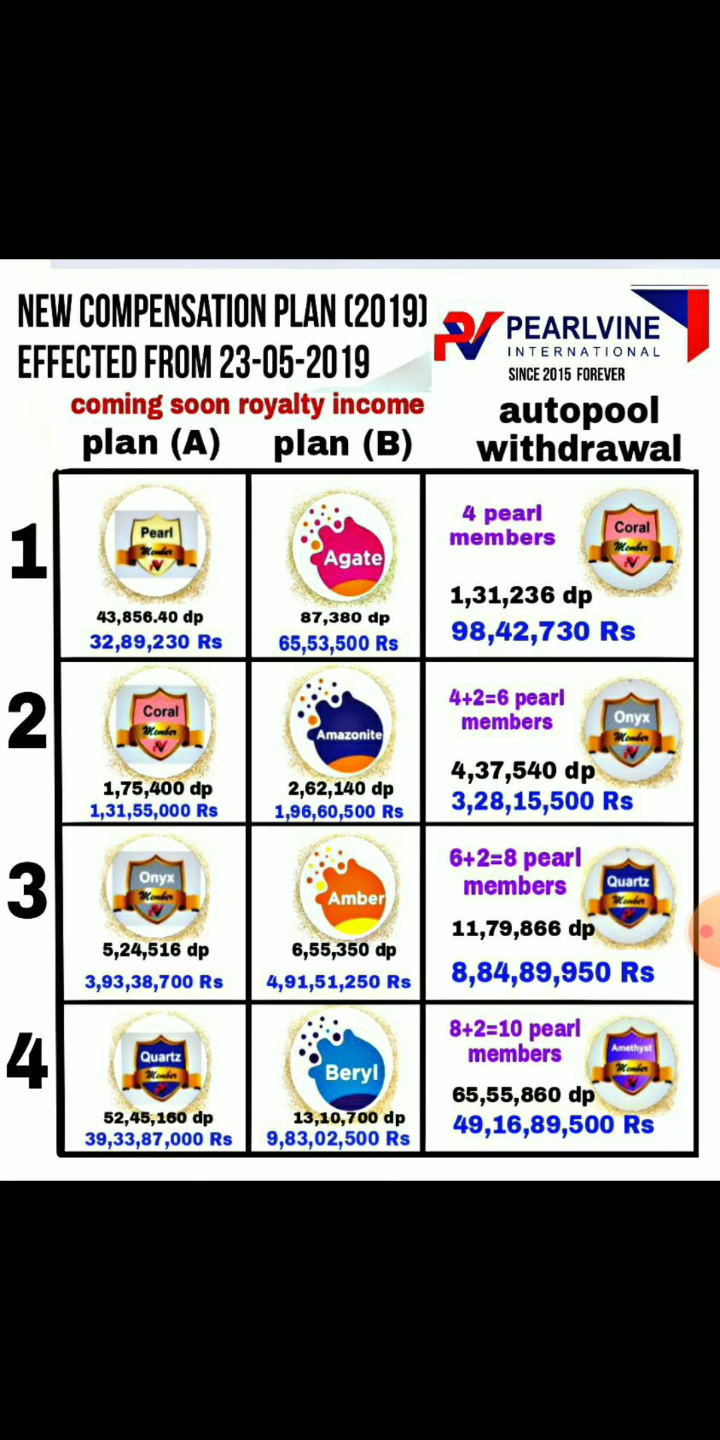 NEW COMPENSATION PLAN (2019)
EFFECTED FROM 23-05-2019
PV PEARLVINE
INTERNATIONAL
SINCE 2015 FOREVER
coming soon royalty income
plan (A)
plan (B)
autopool
withdrawal
1
Pearl
Member
43,856.40 dp
32,89,230 Rs
Agate
87,380 dp
65,53,500 Rs
4 pearl
members
Coral
Member
1,31,236 dp
98,42,730 Rs
2
Coral
Member
1,75,400 dp
1,31,55,000 Rs
Amazonite
2,62,140 dp
1,96,60,500 Rs
4+2=6 pearl
members
Onyx
Member
4,37,540 dp
3,28,15,500 Rs
3
Onyx
Member
5,24,516 dp
3,93,38,700 Rs
Amber
6,55,350 dp
4,91,51,250 Rs
6+2=8 pearl
members
Quartz
Member
11,79,866 dp
8,84,89,950 Rs
4
Quartz
Member
52,45,160 dp
39,33,87,000 Rs
Beryl
13,10,700 dp
9,83,02,500 Rs
8+2=10 pearl
members
Amethyst
Member
65,55,860 dp
49,16,89,500 Rs